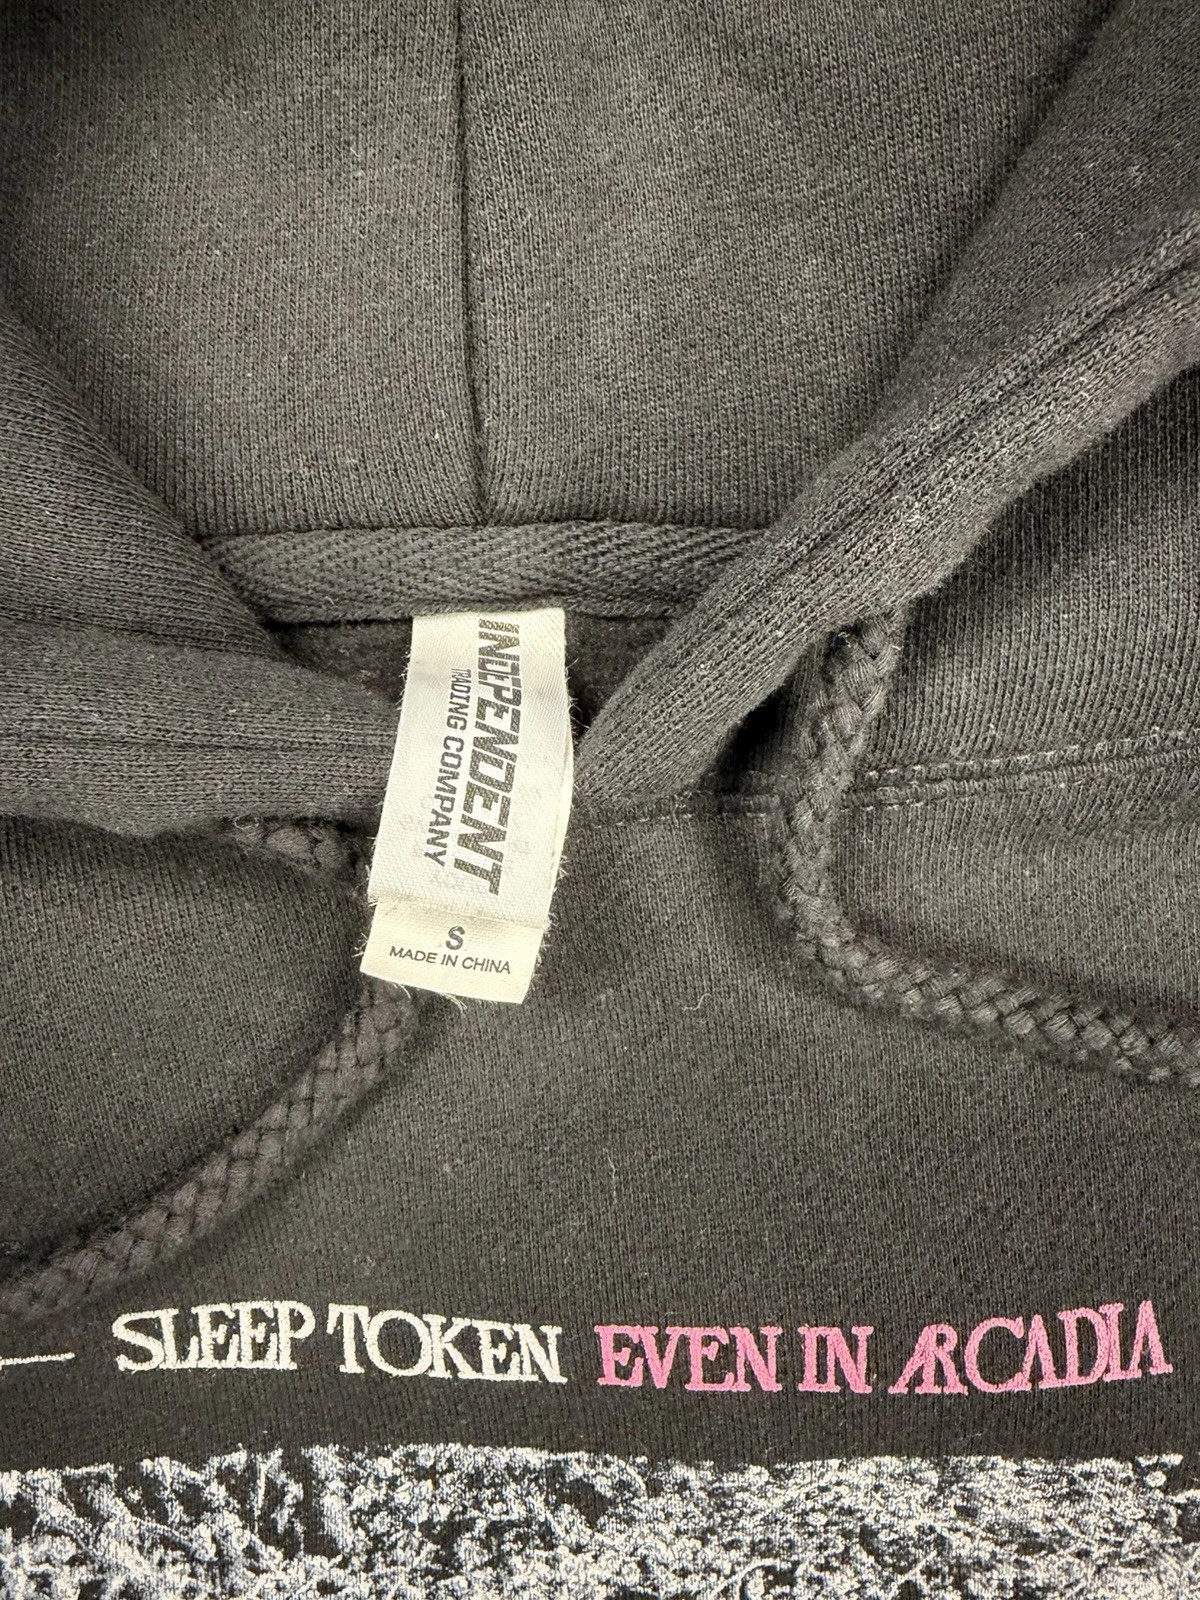 INDEPENDENT
TRADING COMPANY
S
MADE IN CHINA
SLEEP TOKEN EVEN IN ARCADIA